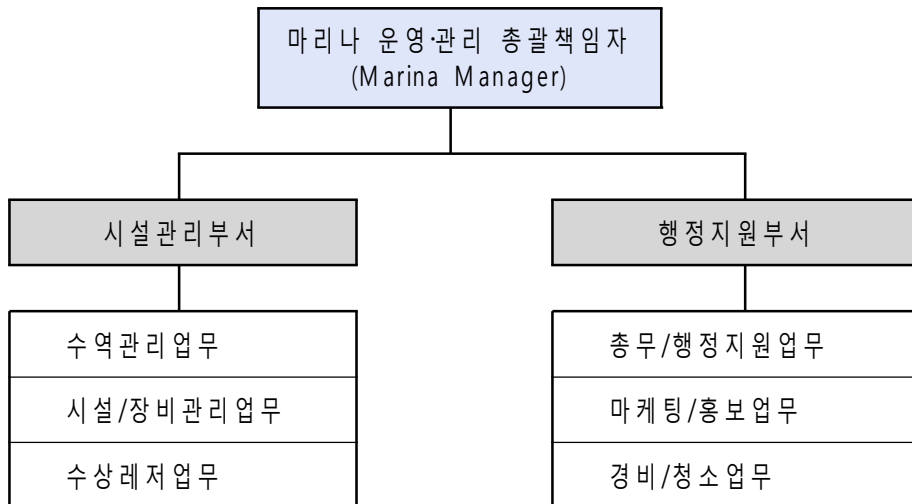 마리나 운영·관리 총괄책임자
(Marina Manager)
시설관리부서
행정지원부서
수역관리업무
시설/장비관리업무
수상레저업무
총무/행정지원업무
마케팅/홍보업무
경비/청소업무